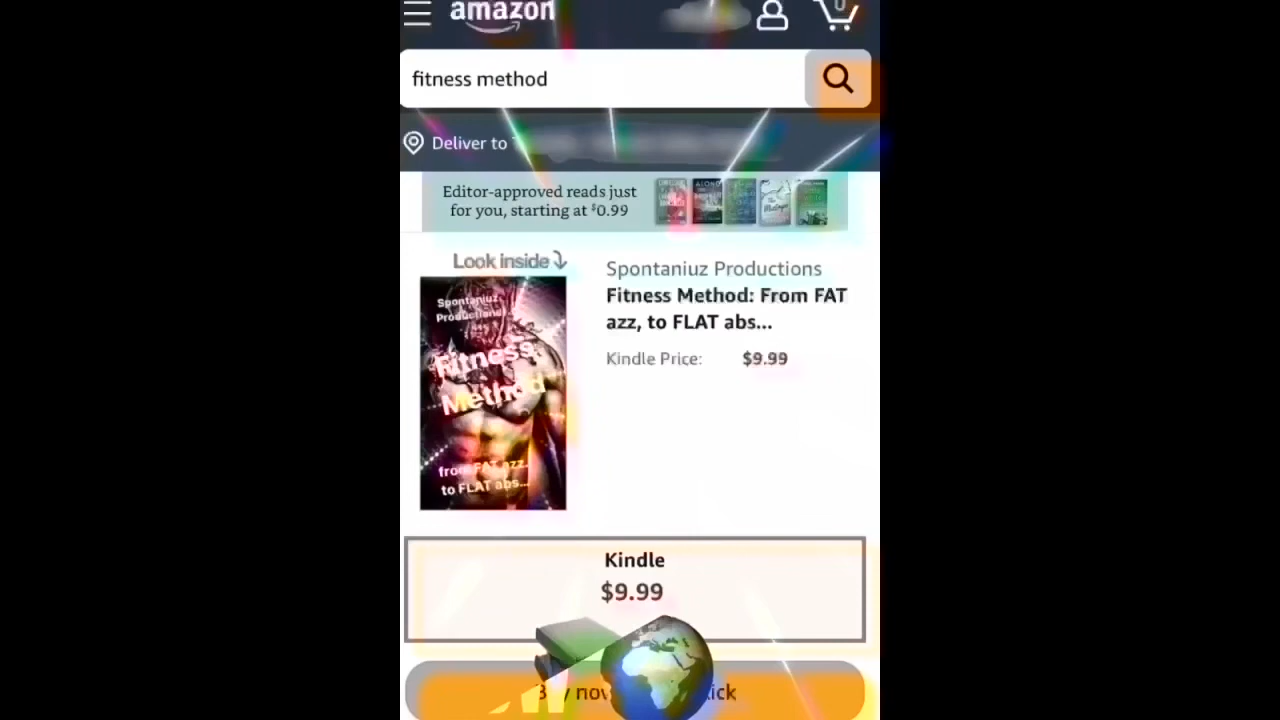 amazon
0
fitness method
Deliver to
Editor-approved reads just
for you, starting at $0.99
Look inside
Spontaniuz Productions
Fitness Method: From FAT
azz, to FLAT abs...
Kindle Price: $9.99
Spontaniuz
Productions
Fitness
Method
from FAT azz.
to FLAT abs...
Kindle
$9.99